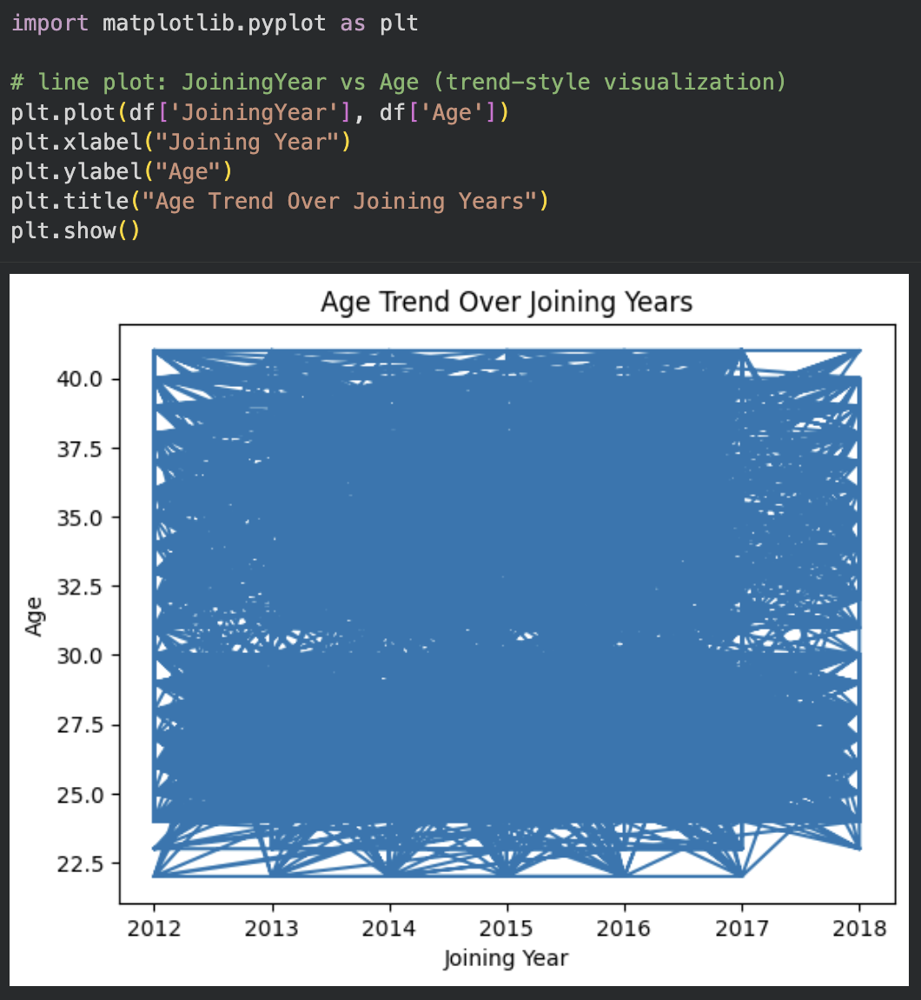 import matplotlib.pyplot as plt
# line plot: JoiningYear vs Age (trend-style visualization)
plt.plot(df['JoiningYear'], df['Age'])
plt.xlabel("Joining Year")
plt.ylabel("Age")
plt.title("Age Trend Over Joining Years")
plt.show()
Age Trend Over Joining Years
40.0
37.5
35.0
32.5
30.0
27.5
25.0
22.5
Age
2012 2013 2014 2015 2016 2017 2018
Joining Year